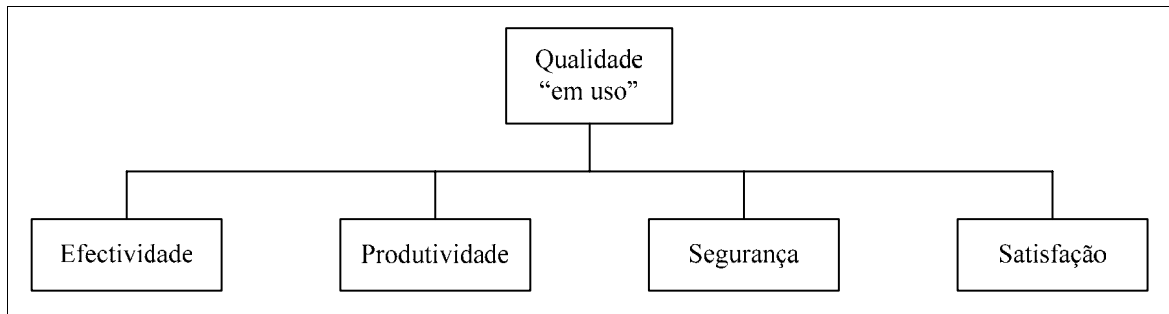 Qualidade
“em uso”
Efectividade
Produtividade
Segurança
Satisfação